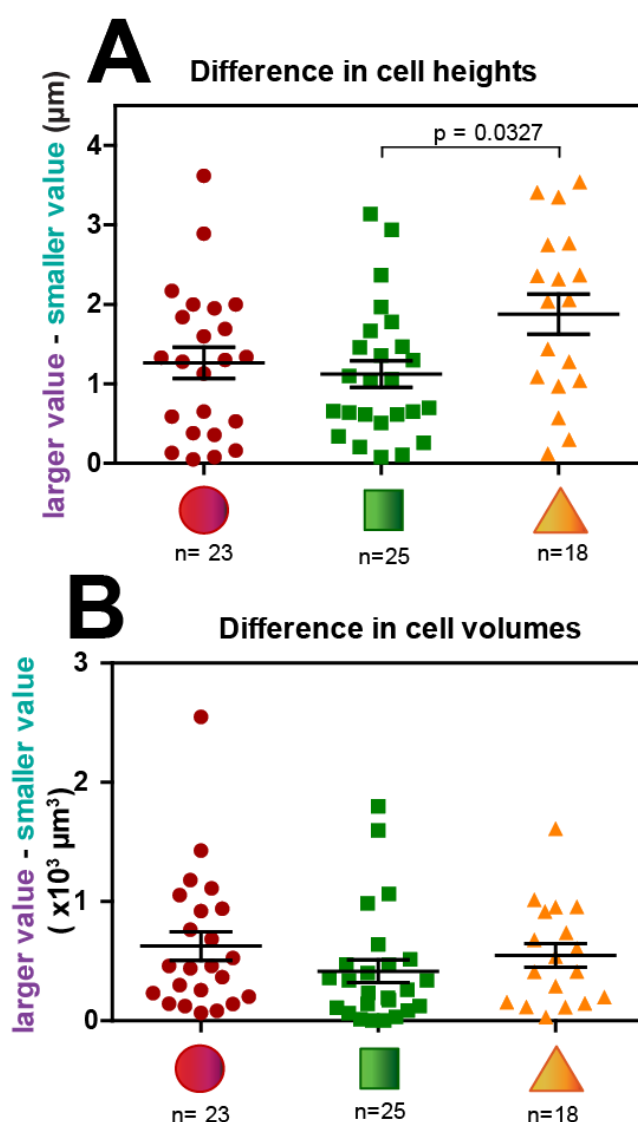 A
Difference in cell heights
larger value - smaller value (µm)
p = 0.0327
4
3
2
1
0
n= 23
n=25
n=18
B
Difference in cell volumes
larger value - smaller value
( x10³ µm³)
3
2
1
0
n= 23
n=25
n=18